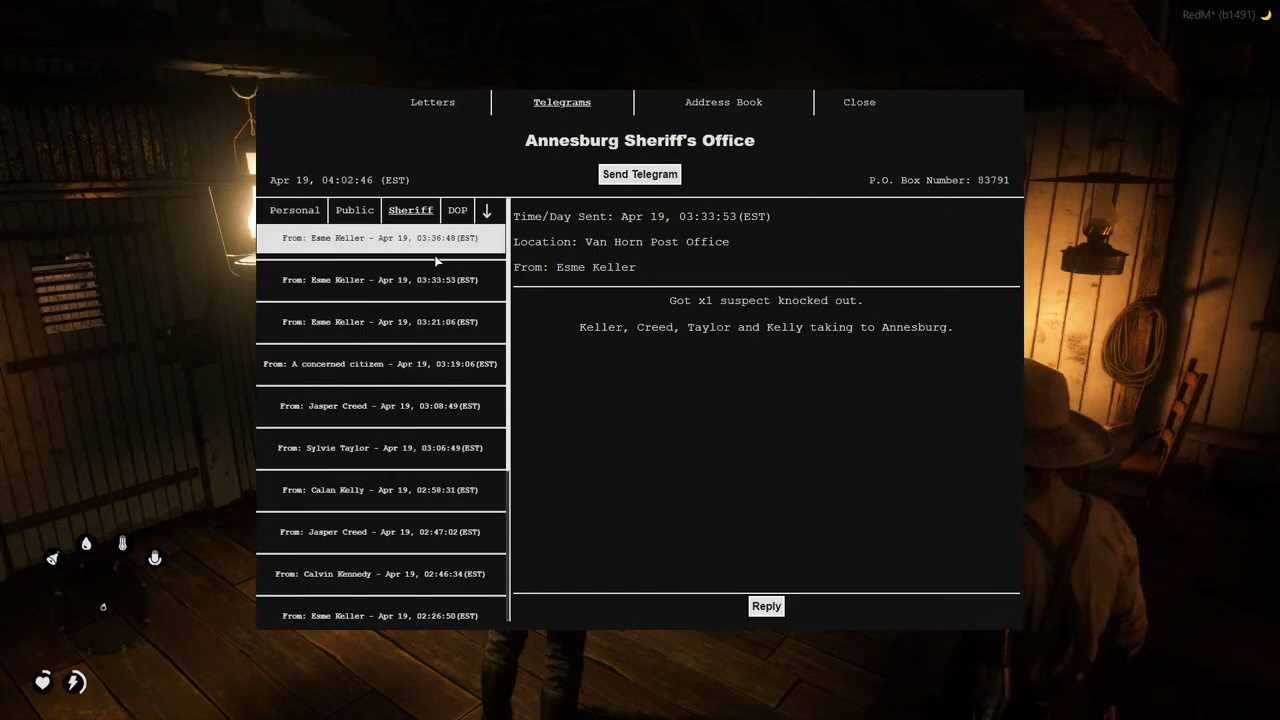 RedM* (b1491)
Letters
Telegrams
Address Book
Close
Annesburg Sheriff's Office
Apr 19, 04:02:46 (EST)
Send Telegram
P.O. Box Number: 83791
Personal
Public
Sheriff
DOP
From: Esme Keller - Apr 19, 03:36:48(EST)
From: Esme Keller - Apr 19, 03:33:53(EST)
From: Esme Keller - Apr 19, 03:21:06(EST)
From: A concerned citizen - Apr 19, 03:19:06(EST)
From: Jasper Creed - Apr 19, 03:08:49(EST)
From: Sylvie Taylor - Apr 19, 03:06:49(EST)
From: Calan Kelly - Apr 19, 02:58:31(EST)
From: Jasper Creed - Apr 19, 02:47:02(EST)
From: Calvin Kennedy - Apr 19, 02:46:34(EST)
From: Esme Keller - Apr 19, 02:26:50(EST)
Time/Day Sent: Apr 19, 03:33:53(EST)
Location: Van Horn Post Office
From: Esme Keller
Got x1 suspect knocked out.
Keller, Creed, Taylor and Kelly taking to Annesburg.
Reply